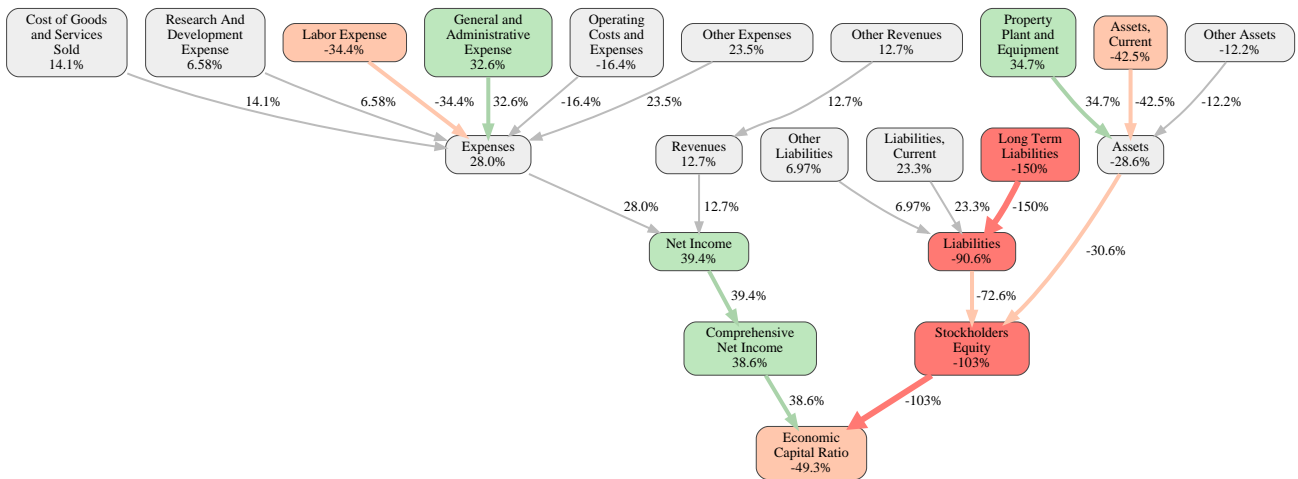 Cost of Goods
and Services
Sold
14.1%
Research And
Development
Expense
6.58%
Labor Expense
-34.4%
General and
Administrative
Expense
32.6%
Operating
Costs and
Expenses
-16.4%
Other Expenses
23.5%
Other Revenues
12.7%
Property
Plant and
Equipment
34.7%
Assets,
Current
-42.5%
Other Assets
-12.2%
14.1%
6.58%
-34.4%
32.6%
-16.4%
23.5%
12.7%
34.7%
-42.5%
-12.2%
Expenses
28.0%
Revenues
12.7%
Other
Liabilities
6.97%
Liabilities,
Current
23.3%
Long Term
Liabilities
-150%
Assets
-28.6%
28.0%
12.7%
6.97%
23.3%
-150%
-30.6%
Net Income
39.4%
Liabilities
-90.6%
39.4%
-72.6%
Comprehensive
Net Income
38.6%
Stockholders
Equity
-103%
38.6%
-103%
Economic
Capital Ratio
-49.3%